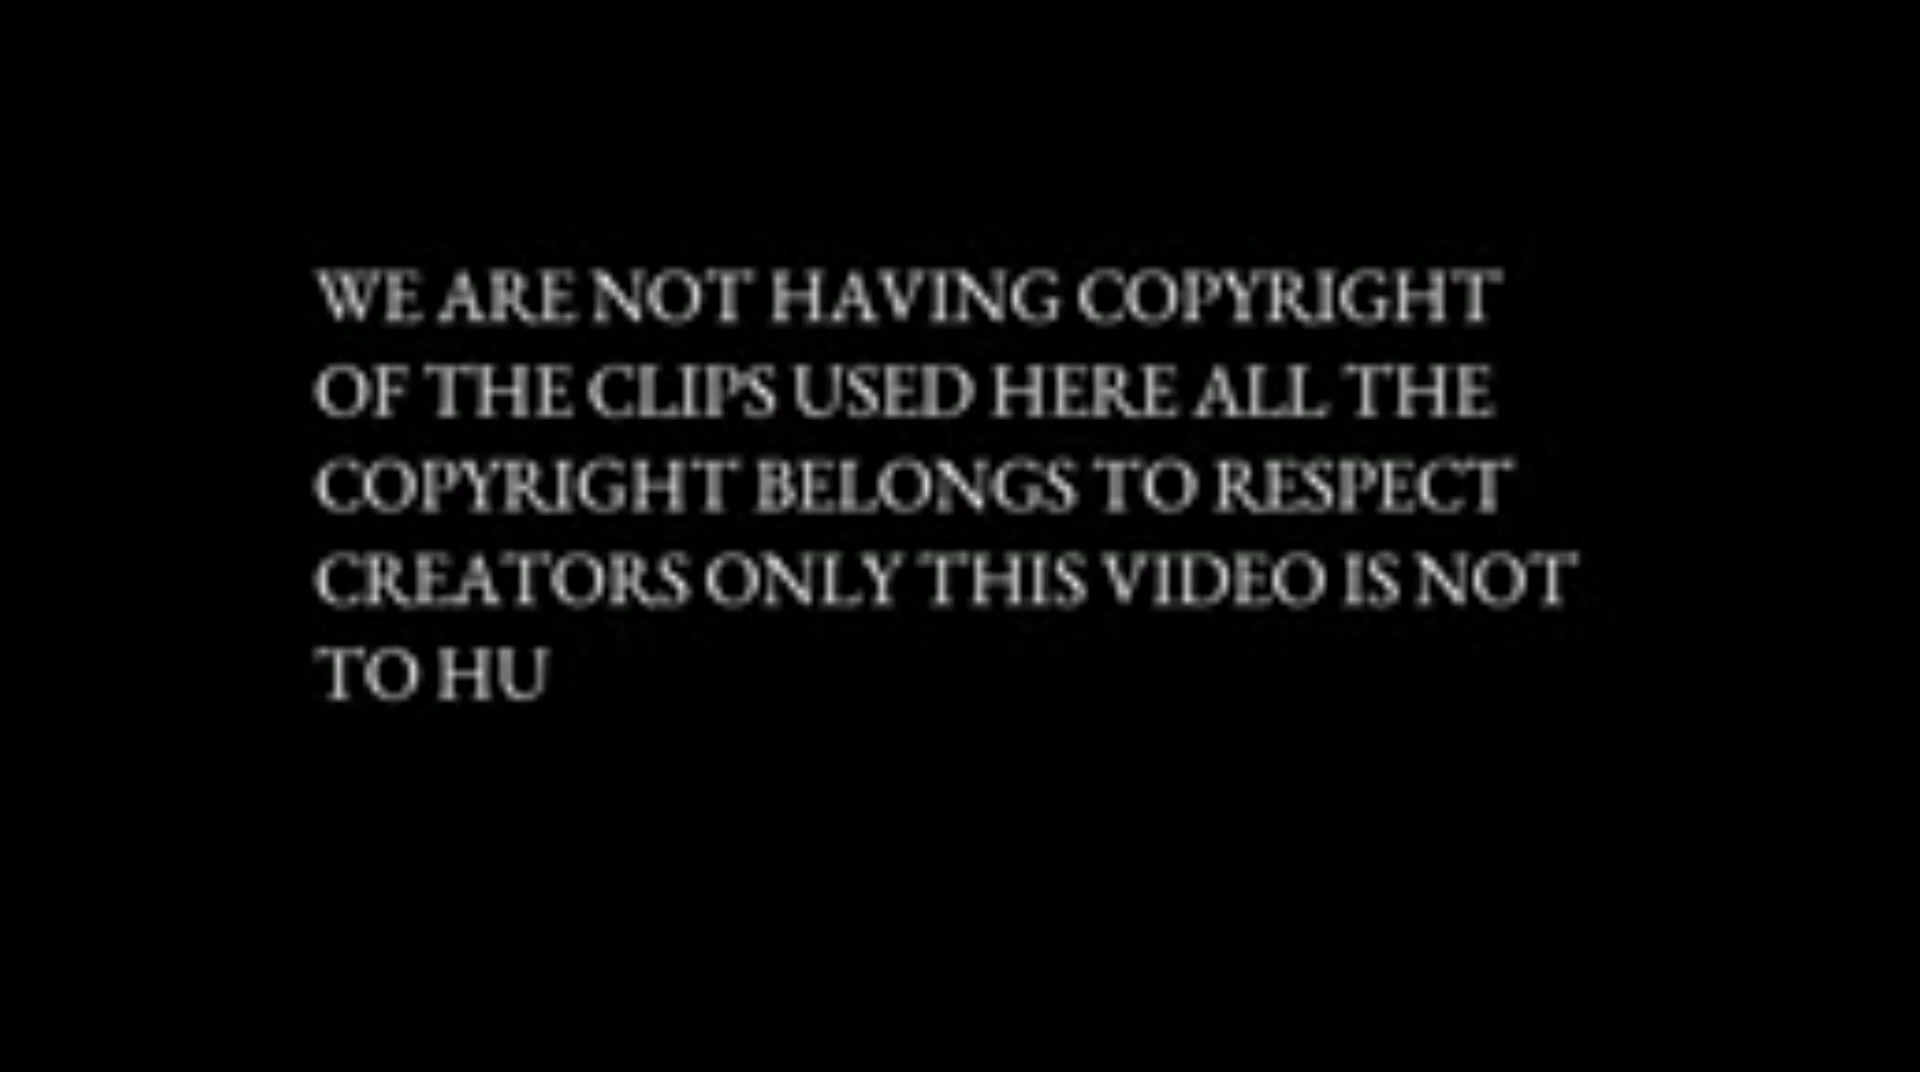 WE ARE NOT HAVING COPYRIGHT
OF THE CLIPS USED HERE ALL THE
COPYRIGHT BELONGS TO RESPECT
CREATORS ONLY THIS VIDEO IS NOT
TO HU